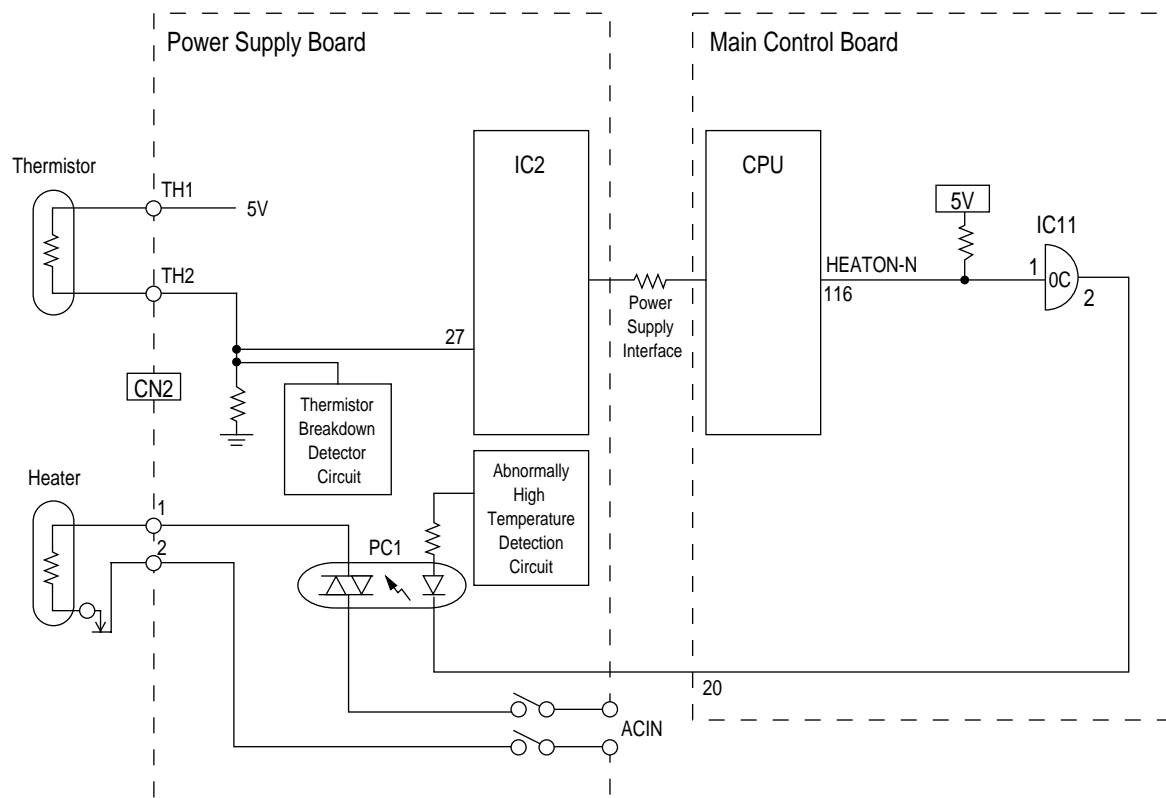 Power Supply Board
Main Control Board
Thermistor
TH1
5V
TH2
IC2
CPU
5V
IC11
HEATON-N
1
0C
2
116
Power
Supply
Interface
27
CN2
Thermistor
Breakdown
Detector
Circuit
Abnormally
High
Temperature
Detection
Circuit
Heater
1
2
PC1
20
ACIN